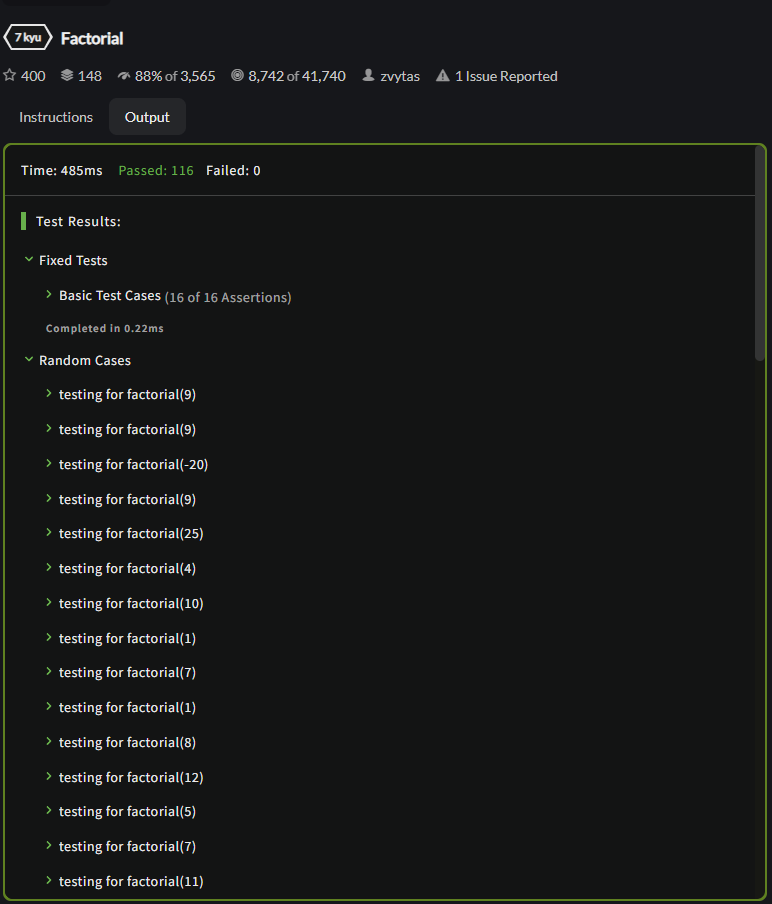 7 kyu Factorial
400 148 88% of 3,565 8,742 of 41,740 zvytas 1 Issue Reported
Instructions Output
Time: 485ms Passed: 116 Failed: 0
Test Results:
Fixed Tests
Basic Test Cases (16 of 16 Assertions)
Completed in 0.22ms
Random Cases
testing for factorial(9)
testing for factorial(9)
testing for factorial(-20)
testing for factorial(9)
testing for factorial(25)
testing for factorial(4)
testing for factorial(10)
testing for factorial(1)
testing for factorial(7)
testing for factorial(1)
testing for factorial(8)
testing for factorial(12)
testing for factorial(5)
testing for factorial(7)
testing for factorial(11)